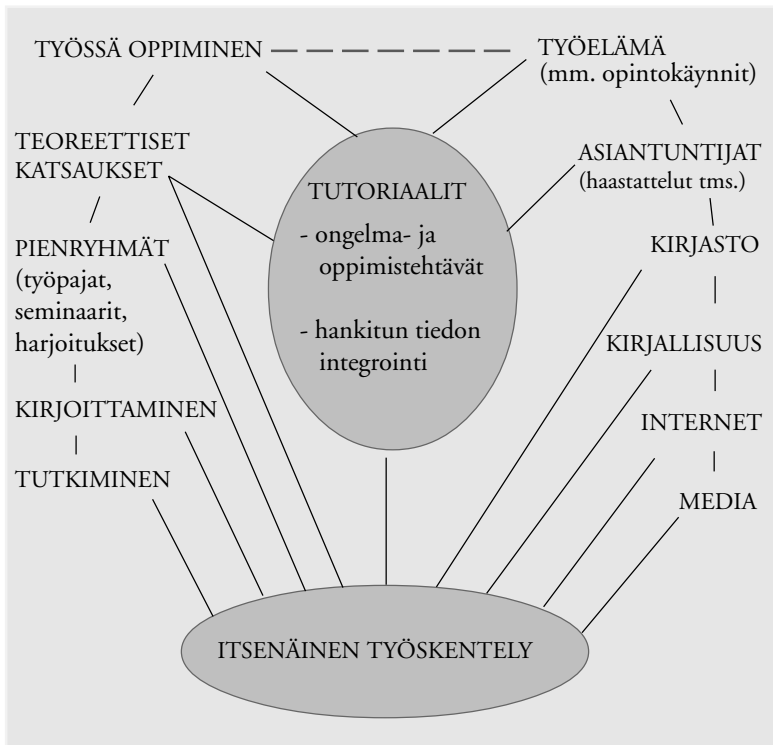 TYÖSSÄ OPPIMINEN
TEOREETTISET
KATSAUKSET
PIENRYHMÄT
(työpajat,
seminaarit,
harjoitukset)
KIRJOITTAMINEN
TUTKIMINEN
TUTORIAALIT
- ongelma- ja
oppimistehtävät
- hankitun tiedon
integrointi
TYÖELÄMÄ
(mm. opintokäynnit)
ASIANTUNTIJAT
(haastattelut tms.)
KIRJASTO
KIRJALLISUUS
INTERNET
MEDIA
ITSENÄINEN TYÖSKENTELY